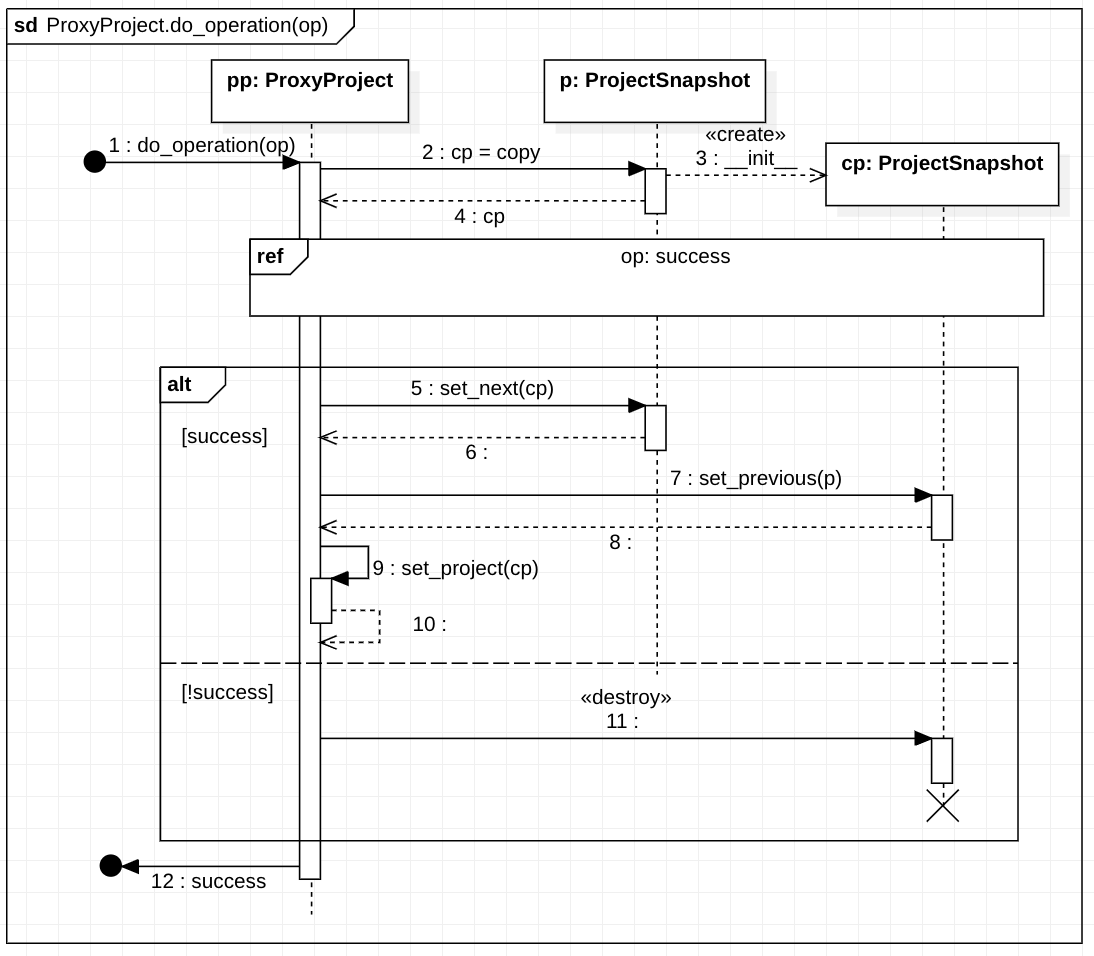 sd ProxyProject.do_operation(op)
pp: ProxyProject
p: ProjectSnapshot
«create»
1 : do_operation(op)
2 : cp = copy
3 : __init__
cp: ProjectSnapshot
4 : cp
ref
op: success
alt
5 : set_next(cp)
[success]
6 :
7 : set_previous(p)
8 :
9 : set_project(cp)
10 :
[!success]
«destroy»
11 :
12 : success